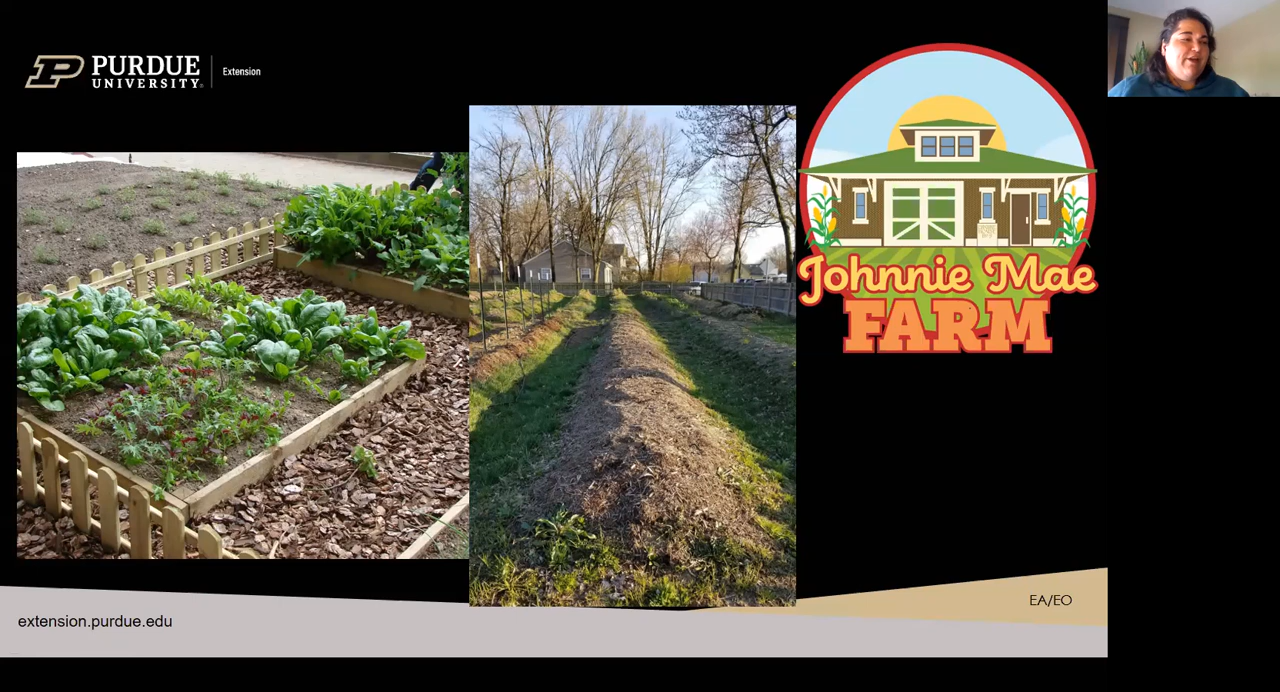 PURDUE
UNIVERSITY®
Extension
Johnnie Mae
FARM
EA/EO
extension.purdue.edu